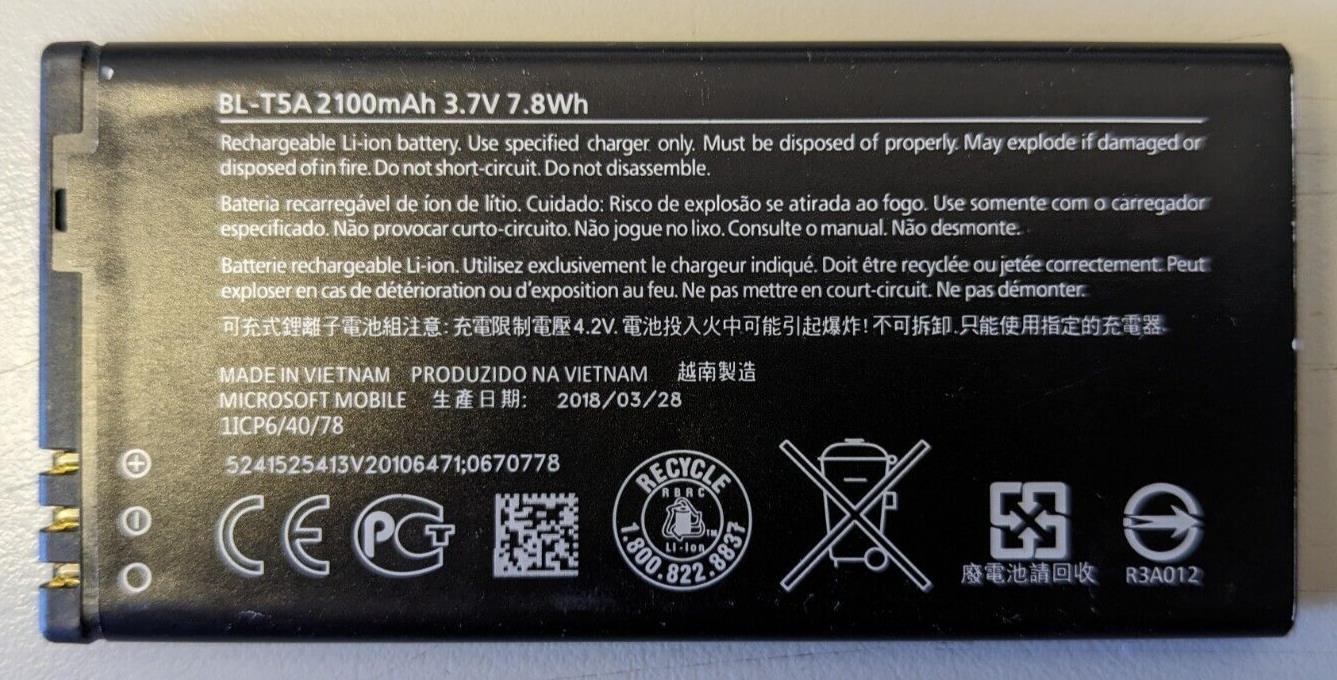 BL-T5A 2100mAh 3.7V 7.8Wh
Rechargeable Li-ion battery. Use specified charger only. Must be disposed of properly. May explode if damaged or
disposed of in fire. Do not short-circuit. Do not disassemble.
Bateria recarregável de íon de lítio. Cuidado: Risco de explosão se atirada ao fogo. Use somente com o carregador
especificado. Não provocar curto-circuito. Não jogue no lixo. Consulte o manual. Não desmonte.
Batterie rechargeable Li-ion. Utilisez exclusivement le chargeur indiqué. Doit être recyclée ou jetée correctement. Peut
exploser en cas de détérioration ou d'exposition au feu. Ne pas mettre en court-circuit. Ne pas démonter.
可充式鋰離子電池組注意: 充電限制電壓4.2V. 電池投入火中可能引起爆炸! 不可拆卸.只能使用指定的充電器.
MADE IN VIETNAM PRODUZIDO NA VIETNAM 越南製造
MICROSOFT MOBILE 生產日期: 2018/03/28
1ICP6/40/78
5241525413V20106471;0670778
CE PCT
RECYCLE
RBRC
TM
Li-ion
1.800.822.8837
廢電池請回收
R3A012